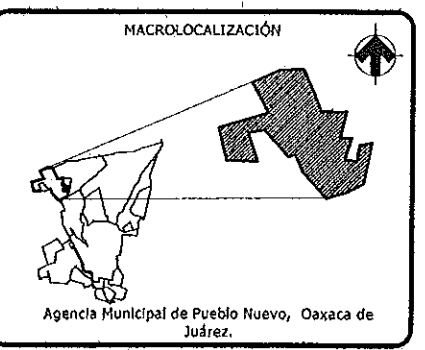 MACROLOCALIZACIÓN
Agencia Municipal de Pueblo Nuevo, Oaxaca de
Juárez.